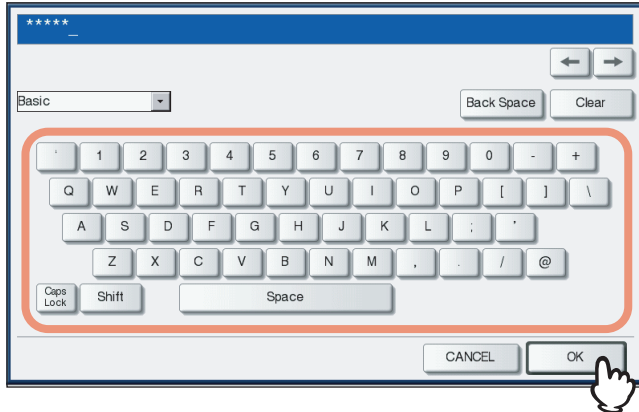 *****_
Basic
Back Space Clear
` 1 2 3 4 5 6 7 8 9 0 - +
Q W E R T Y U I O P [ ] \
A S D F G H J K L ; '
Z X C V B N M , . / @
Caps Lock Shift Space
CANCEL OK